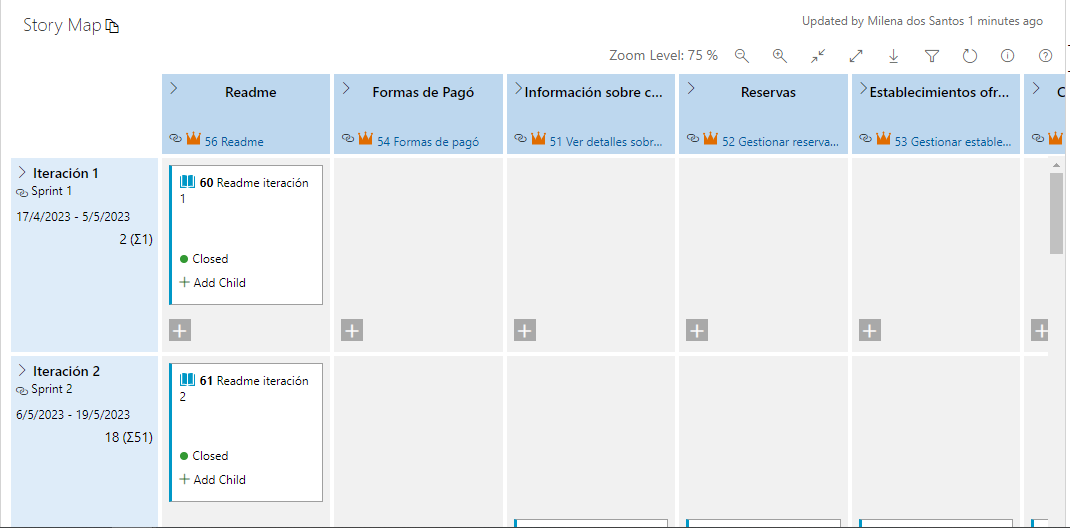 Story Map
Updated by Milena dos Santos 1 minutes ago
Zoom Level: 75 %
Readme
Formas de Pagó
Información sobre c...
Reservas
Establecimientos ofr...
56 Readme
54 Formas de pagó
51 Ver detalles sobr...
52 Gestionar reserva...
53 Gestionar estable...
Iteración 1
Sprint 1
17/4/2023 - 5/5/2023
2 (Σ1)
60 Readme iteración
1
Closed
+ Add Child
Iteración 2
Sprint 2
6/5/2023 - 19/5/2023
18 (Σ51)
61 Readme iteración
2
Closed
+ Add Child